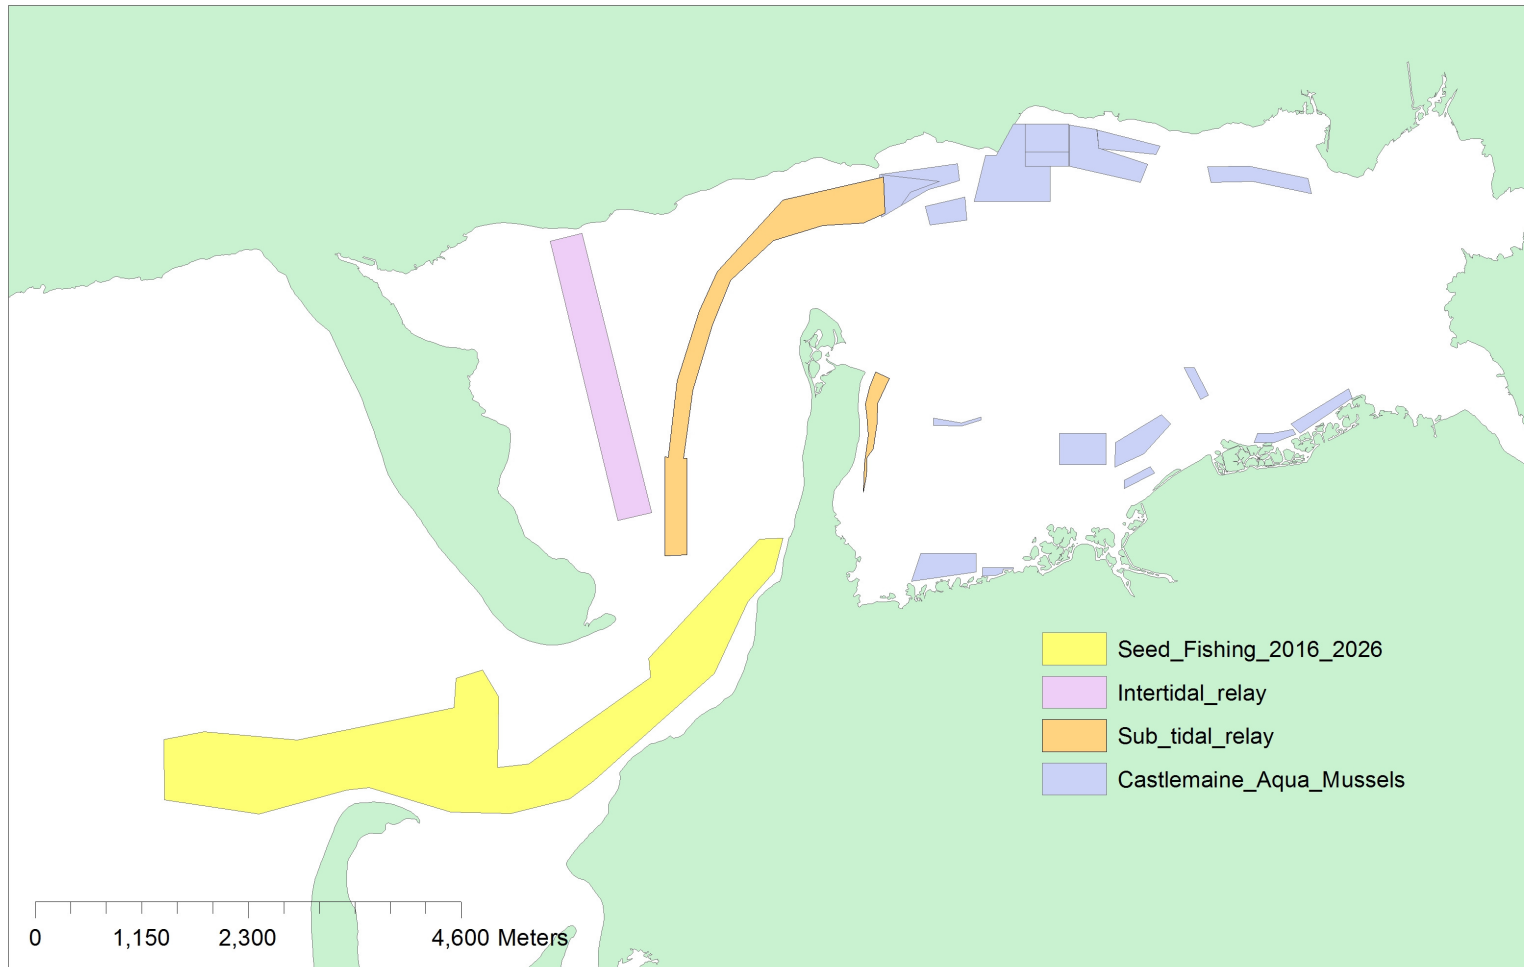 Seed_Fishing_2016_2026
Intertidal_relay
Sub_tidal_relay
Castlemaine_Aqua_Mussels
0 1,150 2,300 4,600 Meters